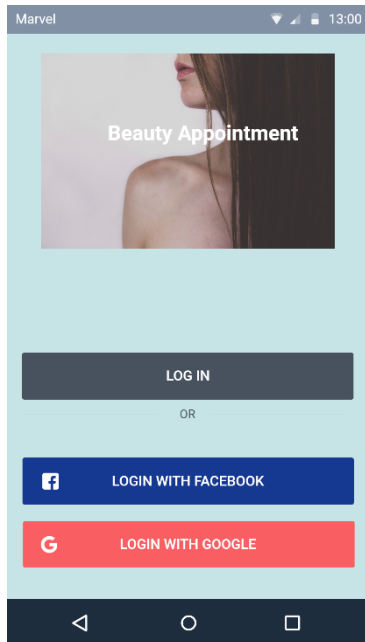 Marvel 13:00
Beauty Appointment
LOG IN
OR
LOGIN WITH FACEBOOK
G LOGIN WITH GOOGLE